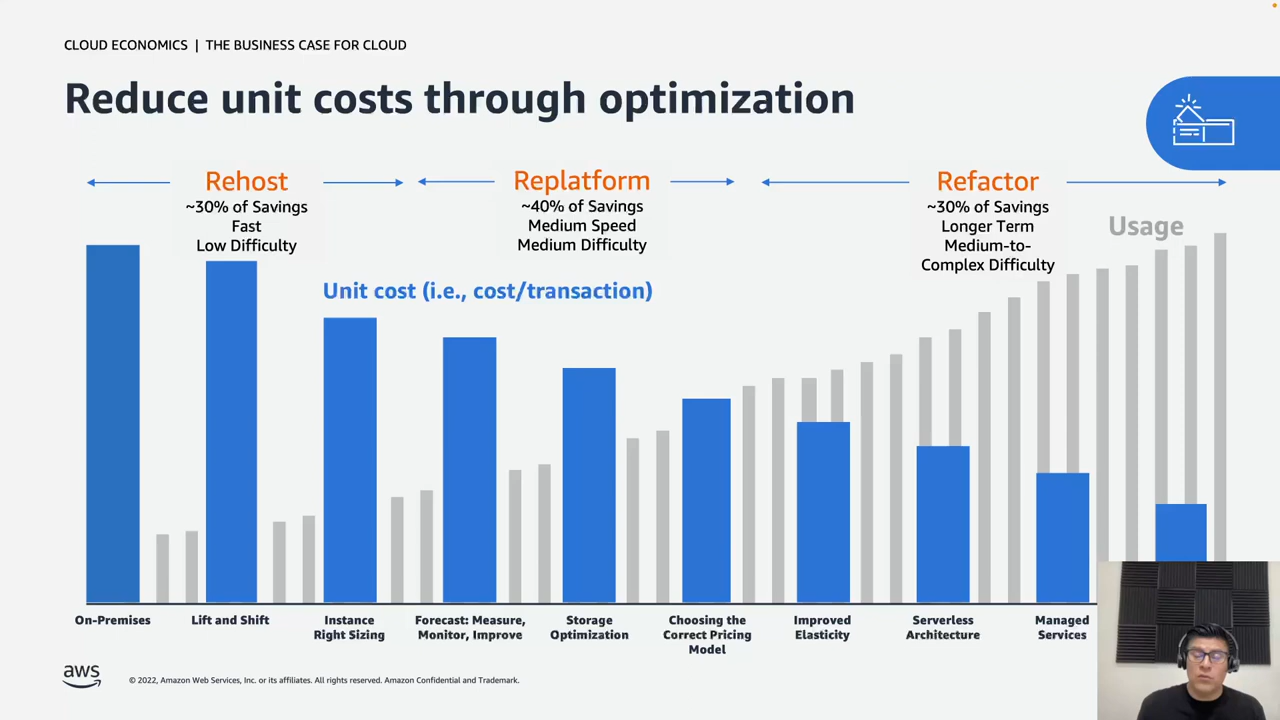 CLOUD ECONOMICS | THE BUSINESS CASE FOR CLOUD
Reduce unit costs through optimization
Rehost
~30% of Savings
Fast
Low Difficulty
Replatform
~40% of Savings
Medium Speed
Medium Difficulty
Refactor
~30% of Savings
Longer Term
Medium-to-
Complex Difficulty
Usage
Unit cost (i.e., cost/transaction)
On-Premises
Lift and Shift
Instance
Right Sizing
Forecast: Measure,
Monitor, Improve
Storage
Optimization
Choosing the
Correct Pricing
Model
Improved
Elasticity
Serverless
Architecture
Managed
Services
aws
© 2022, Amazon Web Services, Inc. or its affiliates. All rights reserved. Amazon Confidential and Trademark.